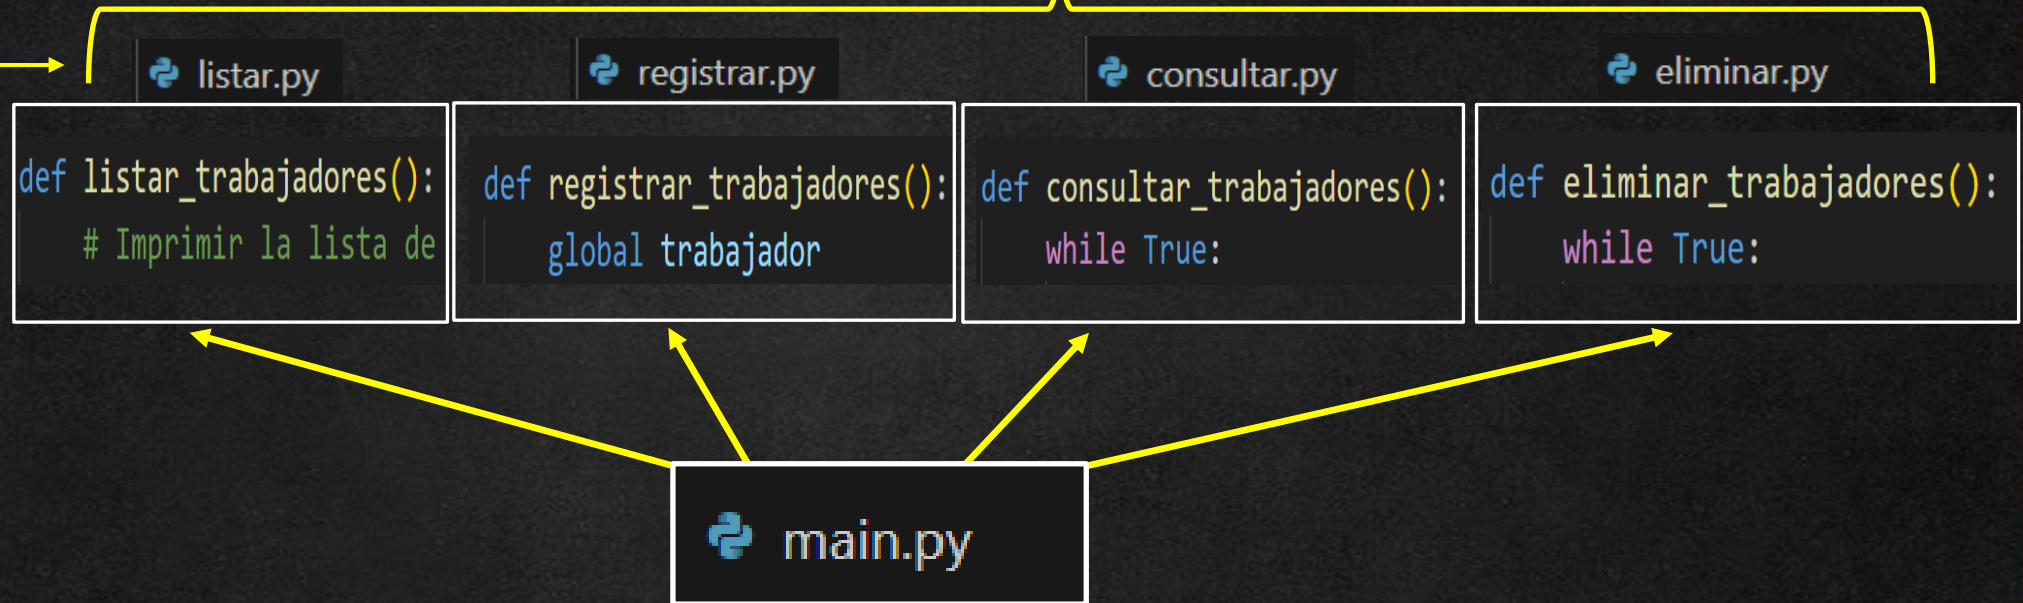 listar.py
def listar_trabajadores():
# Imprimir la lista de
registrar.py
def registrar_trabajadores():
global trabajador
consultar.py
def consultar_trabajadores():
while True:
eliminar.py
def eliminar_trabajadores():
while True:
main.py